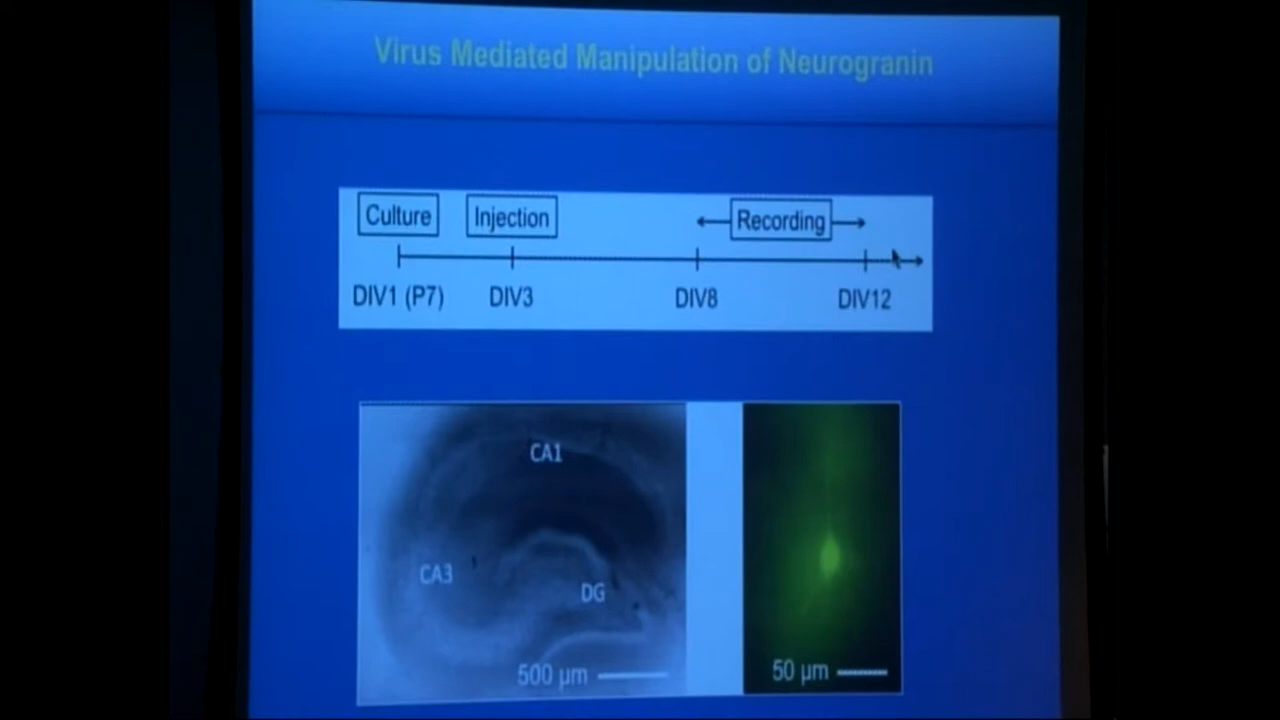 Virus Mediated Manipulation of Neurogranin
Culture Injection Recording
DIV1 (P7) DIV3 DIV8 DIV12
CA1
CA3
DG
500 μm
50 μm